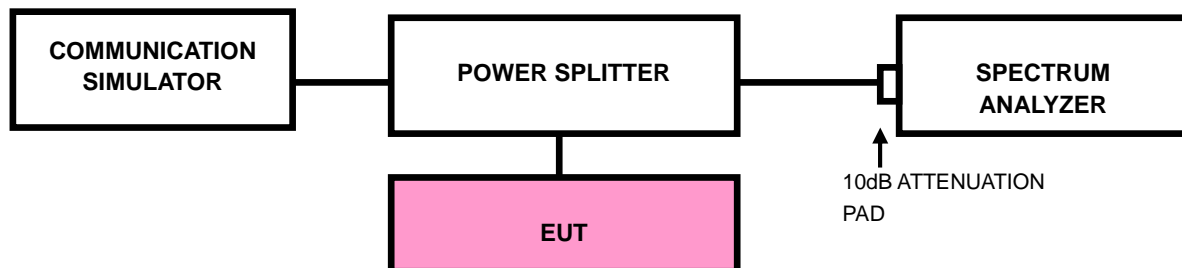 COMMUNICATION
SIMULATOR
POWER SPLITTER
SPECTRUM
ANALYZER
10dB ATTENUATION
PAD
EUT